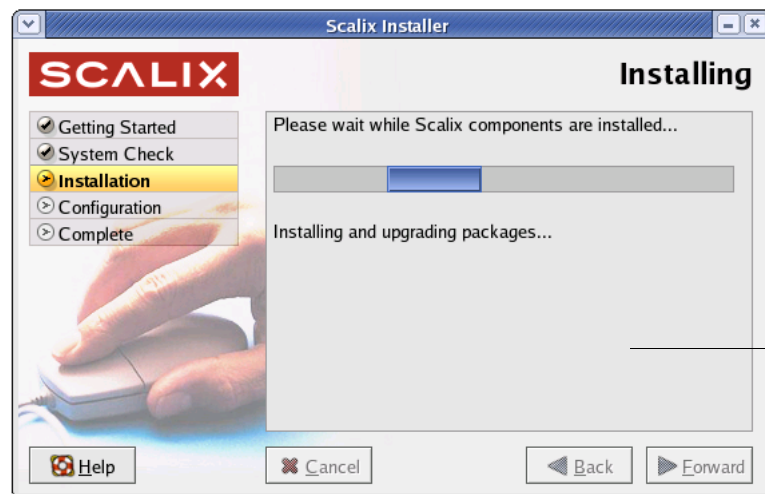 Scalix Installer
SCALIX
Installing
Getting Started
System Check
Installation
Configuration
Complete
Please wait while Scalix components are installed...
Installing and upgrading packages...
Help
Cancel
Back
Forward